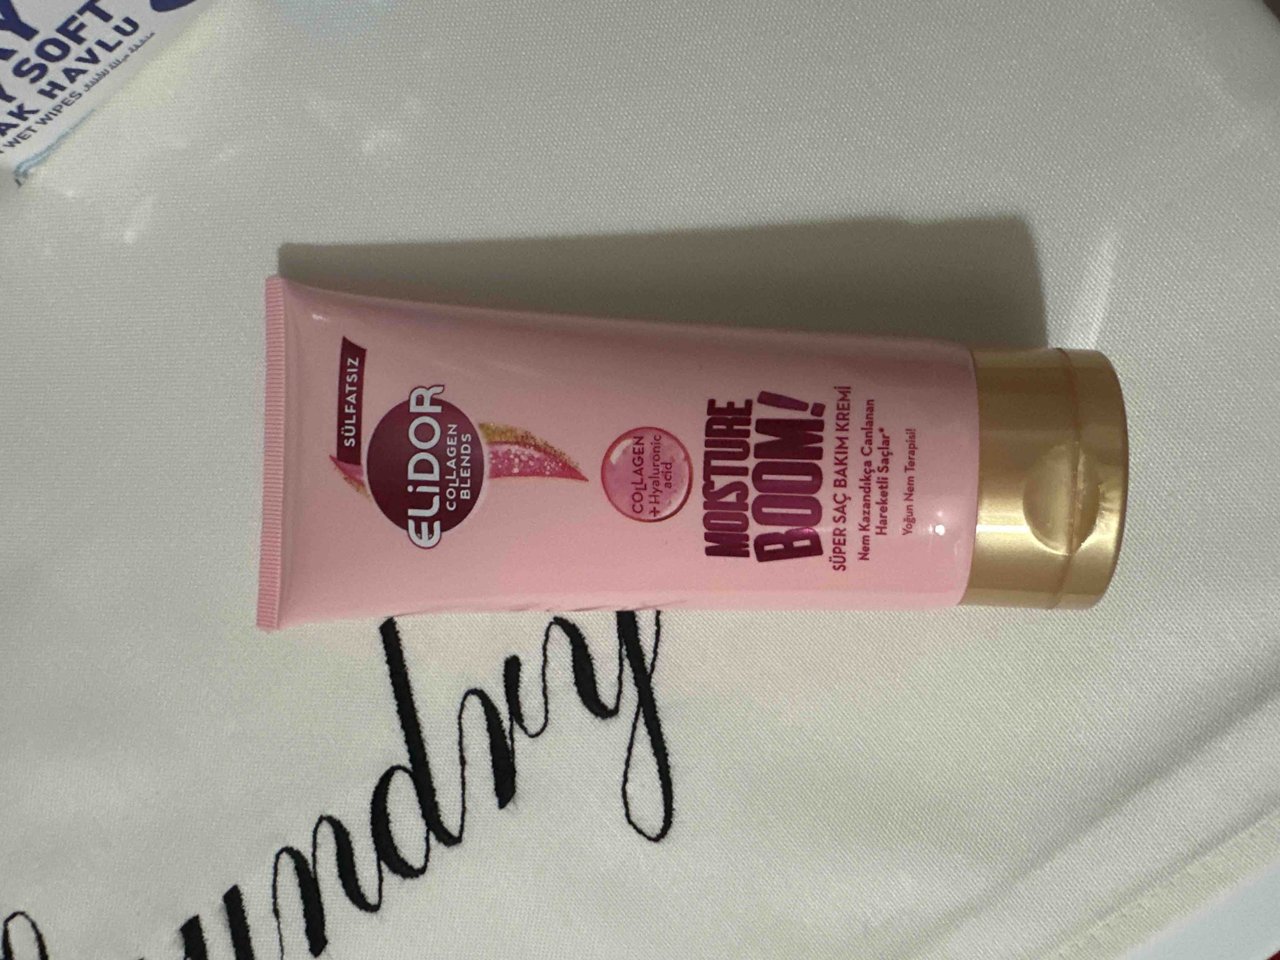 SÜLFATSIZ
ELiDOR
COLLAGEN
BLENDS
COLLAGEN
+ Hyaluronic
acid
MOISTURE
BOOM!
SÜPER SAÇ BAKIM KREMİ
Nem Kazandıkça Canlanan
Hareketli Saçlar*
Yoğun Nem Terapisi!
Y SOFT
AK HAVLU
WET WIPES
undry